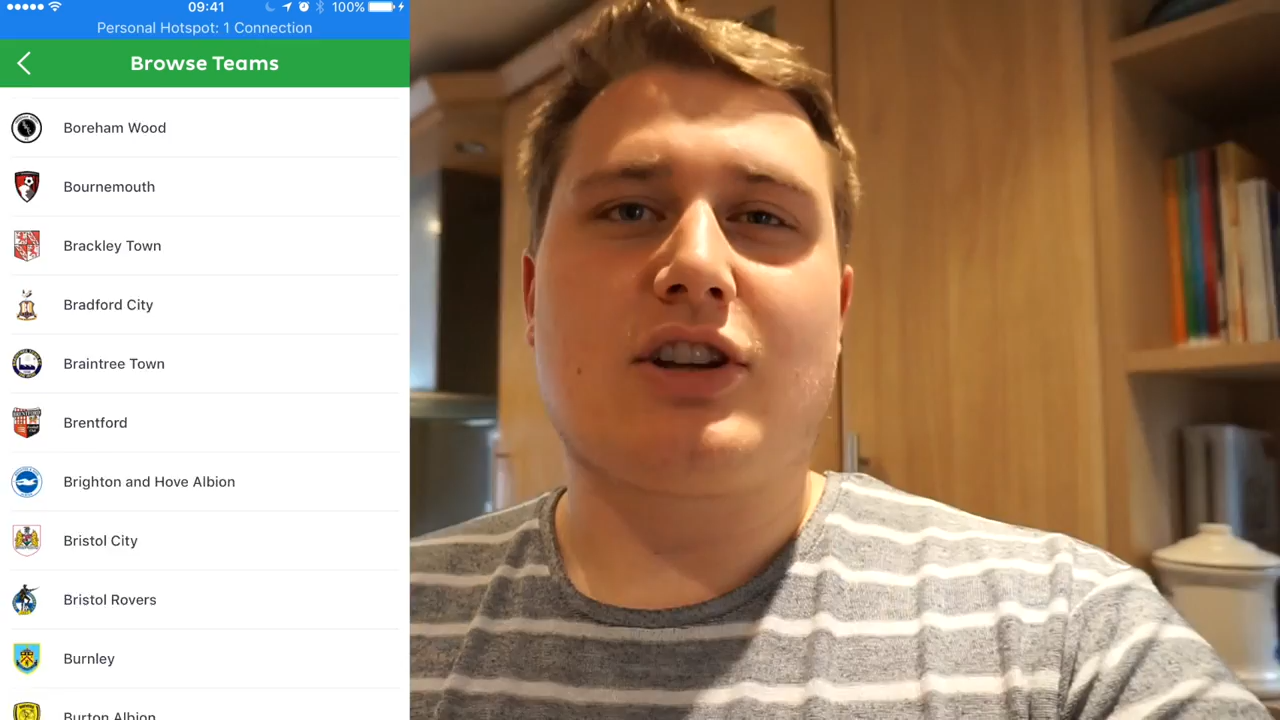 09:41
100%
Personal Hotspot: 1 Connection
Browse Teams
Boreham Wood
Bournemouth
Brackley Town
Bradford City
Braintree Town
Brentford
Brighton and Hove Albion
Bristol City
Bristol Rovers
Burnley
Burton Albion